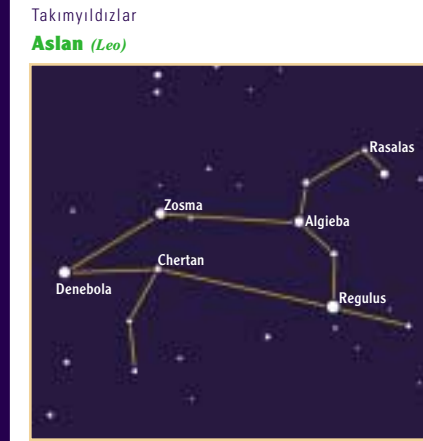 Takımyıldızlar
Aslan (Leo)
Rasalas
Zosma
Algieba
Chertan
Denebola
Regulus